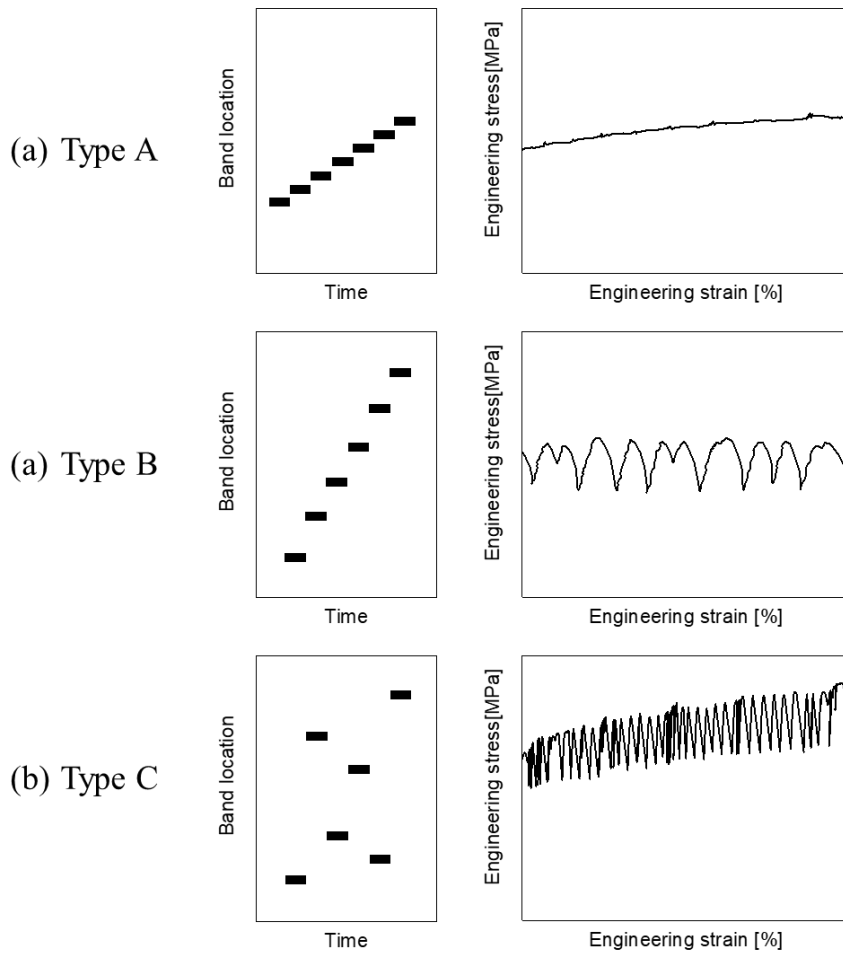 (a) Type A
Band location
Time
Engineering stress[MPa]
Engineering strain [%]
(a) Type B
Band location
Time
Engineering stress[MPa]
Engineering strain [%]
(b) Type C
Band location
Time
Engineering stress[MPa]
Engineering strain [%]